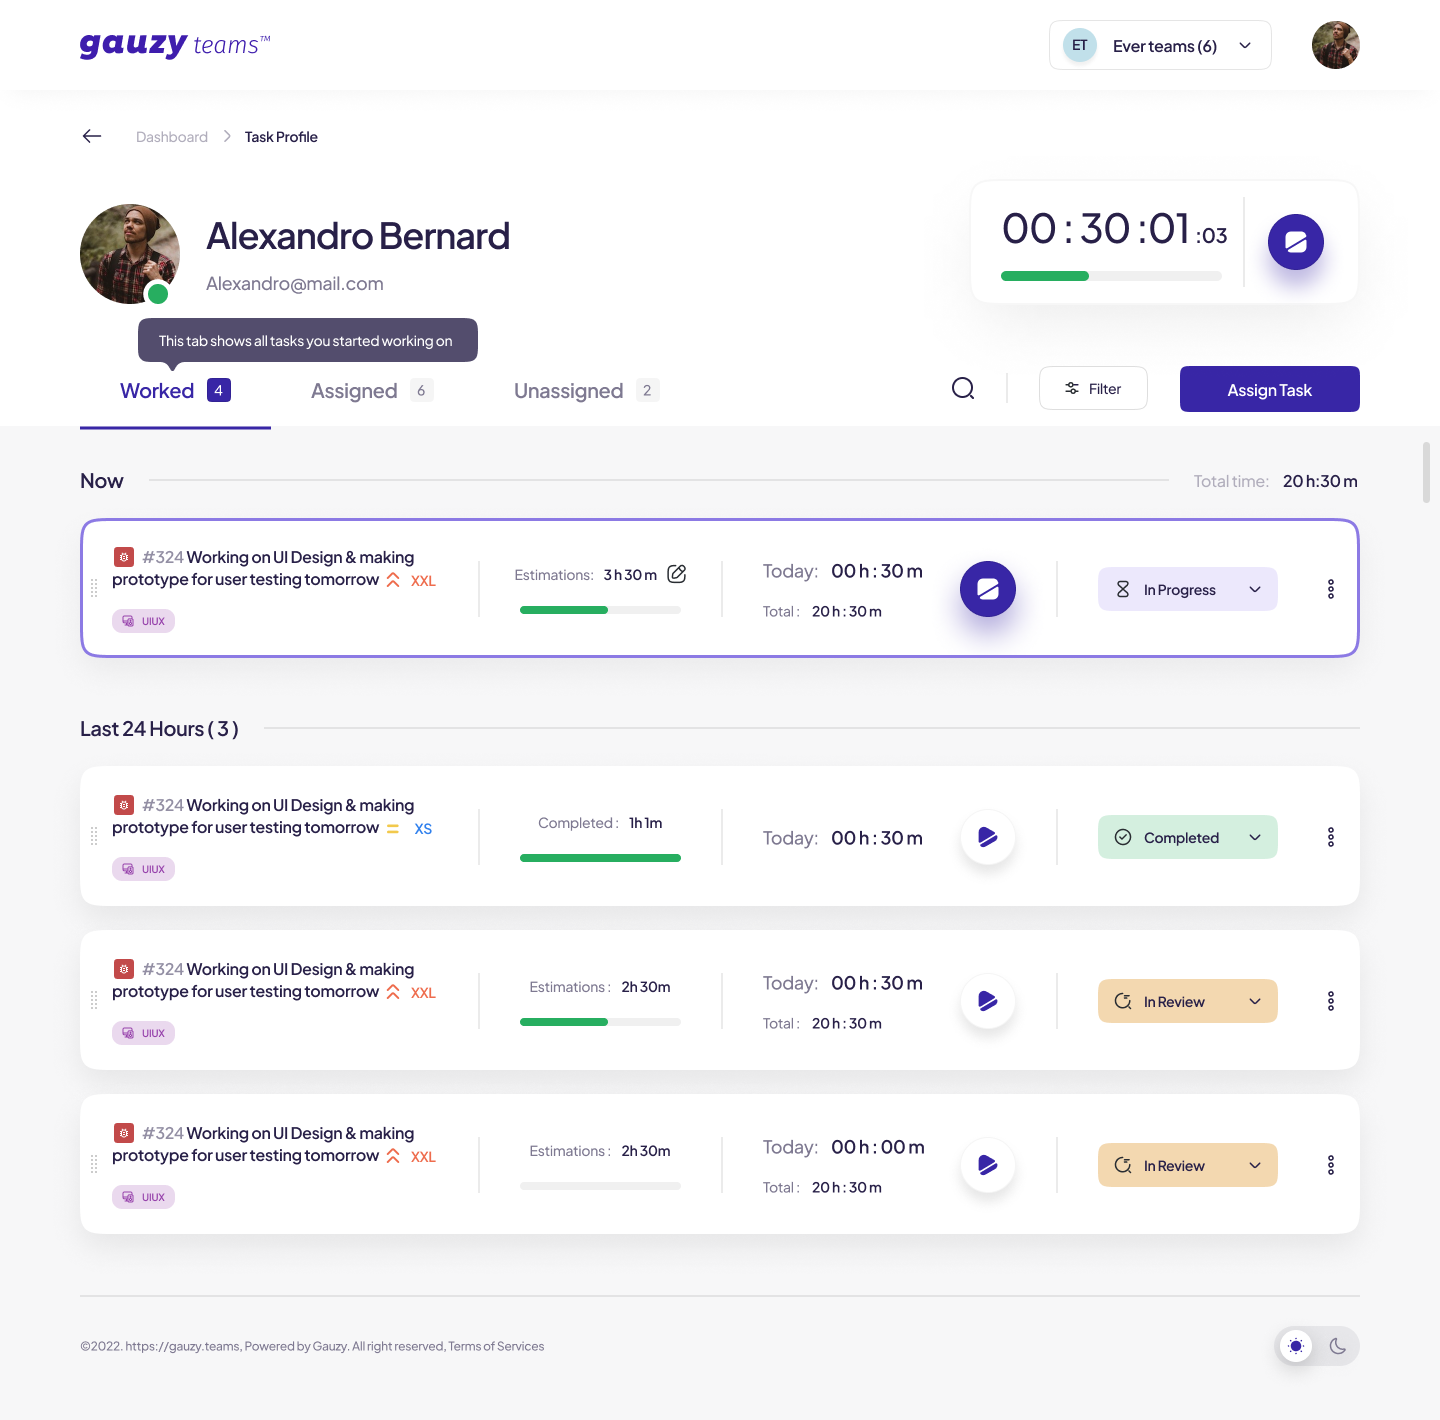 gauzy teams™
ET Ever teams (6)
Dashboard Task Profile
Alexandro Bernard
Alexandro@mail.com
00 : 30 :01 :03
This tab shows all tasks you started working on
Worked 4 Assigned 6 Unassigned 2 Filter Assign Task
Now Total time: 20 h:30 m
#324 Working on UI Design & making
prototype for user testing tomorrow XXL
UIUX
Estimations: 3 h 30 m
Today: 00 h : 30 m
Total : 20 h : 30 m
In Progress
Last 24 Hours ( 3 )
#324 Working on UI Design & making
prototype for user testing tomorrow XS
UIUX
Completed : 1h 1m
Today: 00 h : 30 m
Completed
#324 Working on UI Design & making
prototype for user testing tomorrow XXL
UIUX
Estimations : 2h 30m
Today: 00 h : 30 m
Total : 20 h : 30 m
In Review
#324 Working on UI Design & making
prototype for user testing tomorrow XXL
UIUX
Estimations : 2h 30m
Today: 00 h : 00 m
Total : 20 h : 30 m
In Review
©2022. https://gauzy.teams, Powered by Gauzy. All right reserved, Terms of Services